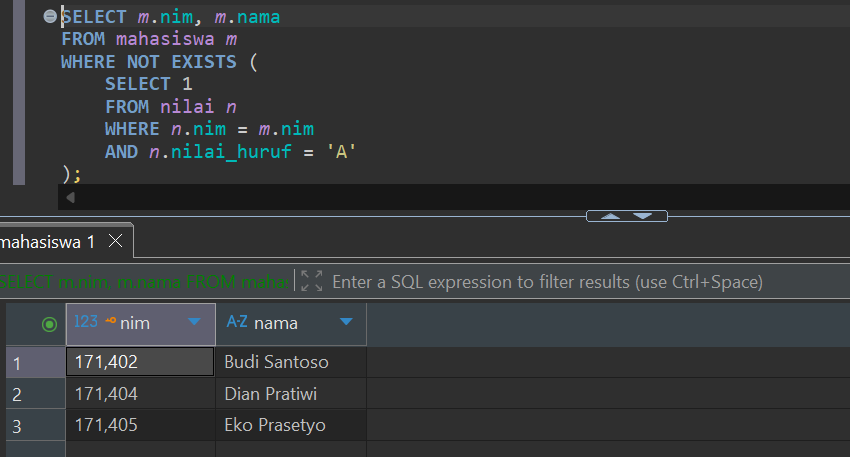 SELECT m.nim, m.nama
FROM mahasiswa m
WHERE NOT EXISTS (
SELECT 1
FROM nilai n
WHERE n.nim = m.nim
AND n.nilai_huruf = 'A'
);
mahasiswa 1
SELECT m.nim, m.nama FROM mahas Enter a SQL expression to filter results (use Ctrl+Space)
123 nim A-Z nama
1 171,402 Budi Santoso
2 171,404 Dian Pratiwi
3 171,405 Eko Prasetyo